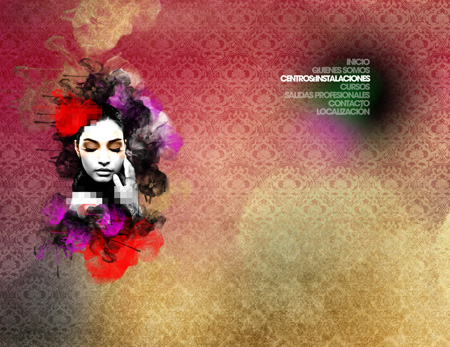 INICIO
QUIENES SOMOS
CENTROS&INSTALACIONES
CURSOS
SALIDAS PROFESIONALES
CONTACTO
LOCALIZACIÓN